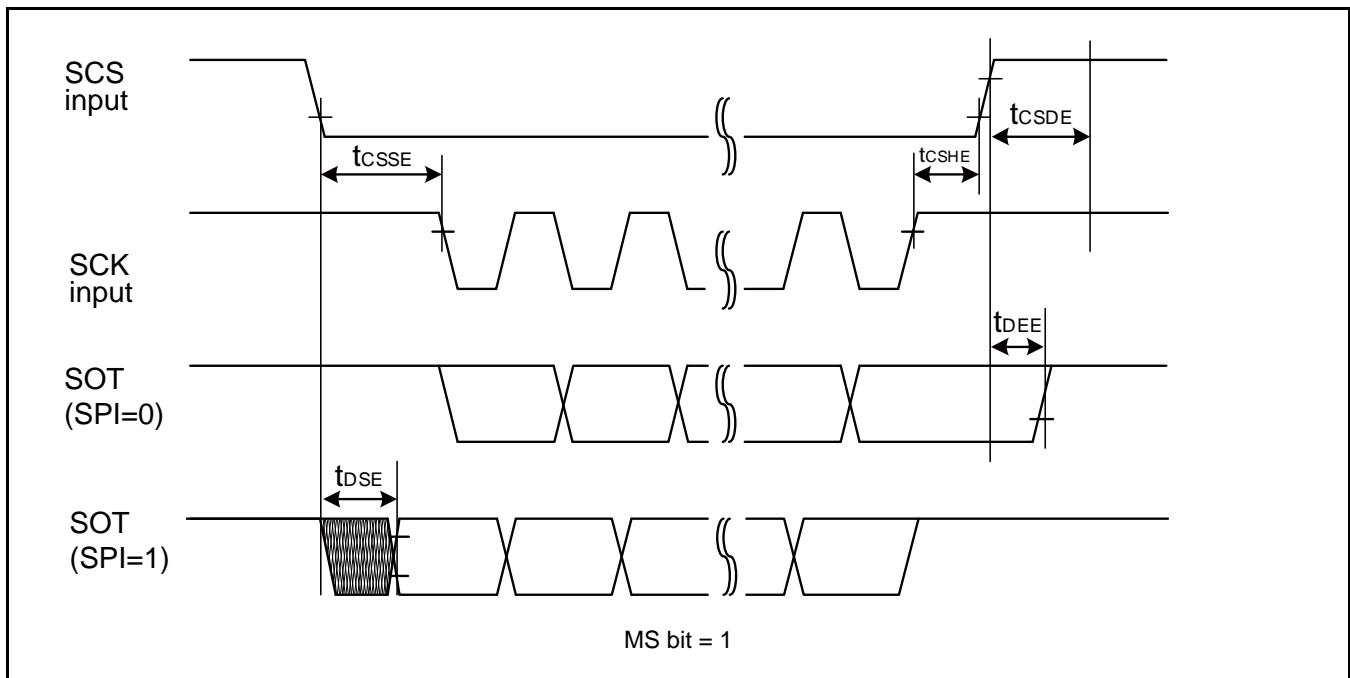 SCS
input
tCSDE
tCSSE
tCSHE
SCK
input
tDEE
SOT
(SPI=0)
tDSE
SOT
(SPI=1)
MS bit = 1